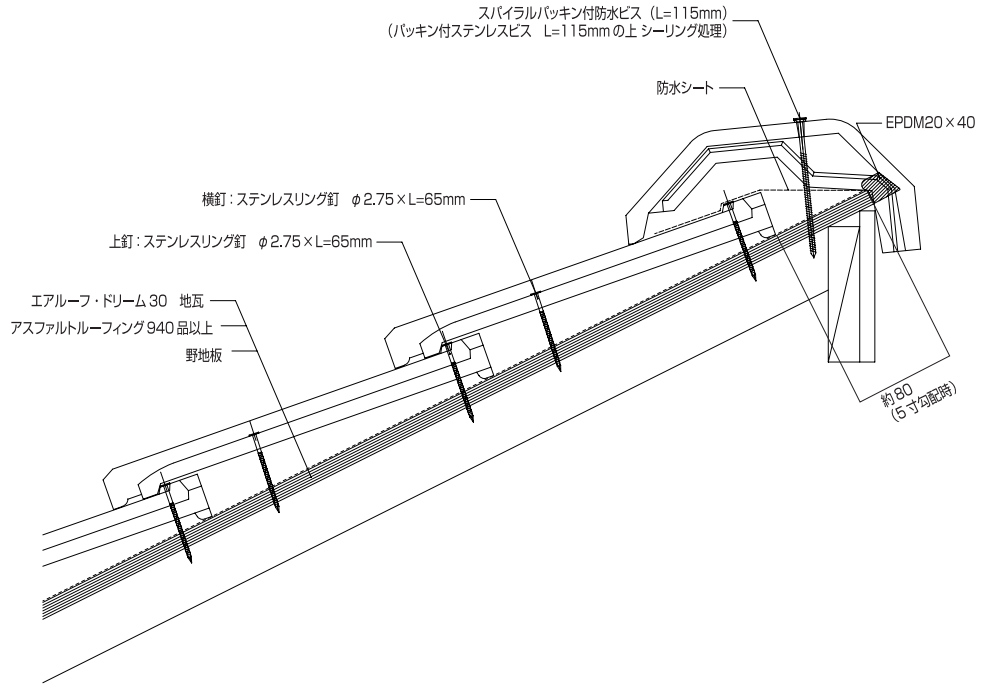 スパイラルパッキン付防水ビス（L=115mm）
（パッキン付ステンレスビス　L=115mmの上 シーリング処理）
防水シート
EPDM20×40
横釘：ステンレスリング釘　φ2.75×L=65mm
上釘：ステンレスリング釘　φ2.75×L=65mm
エアルーフ・ドリーム30　地瓦
アスファルトルーフィング940品以上
野地板
約80
（5寸勾配時）